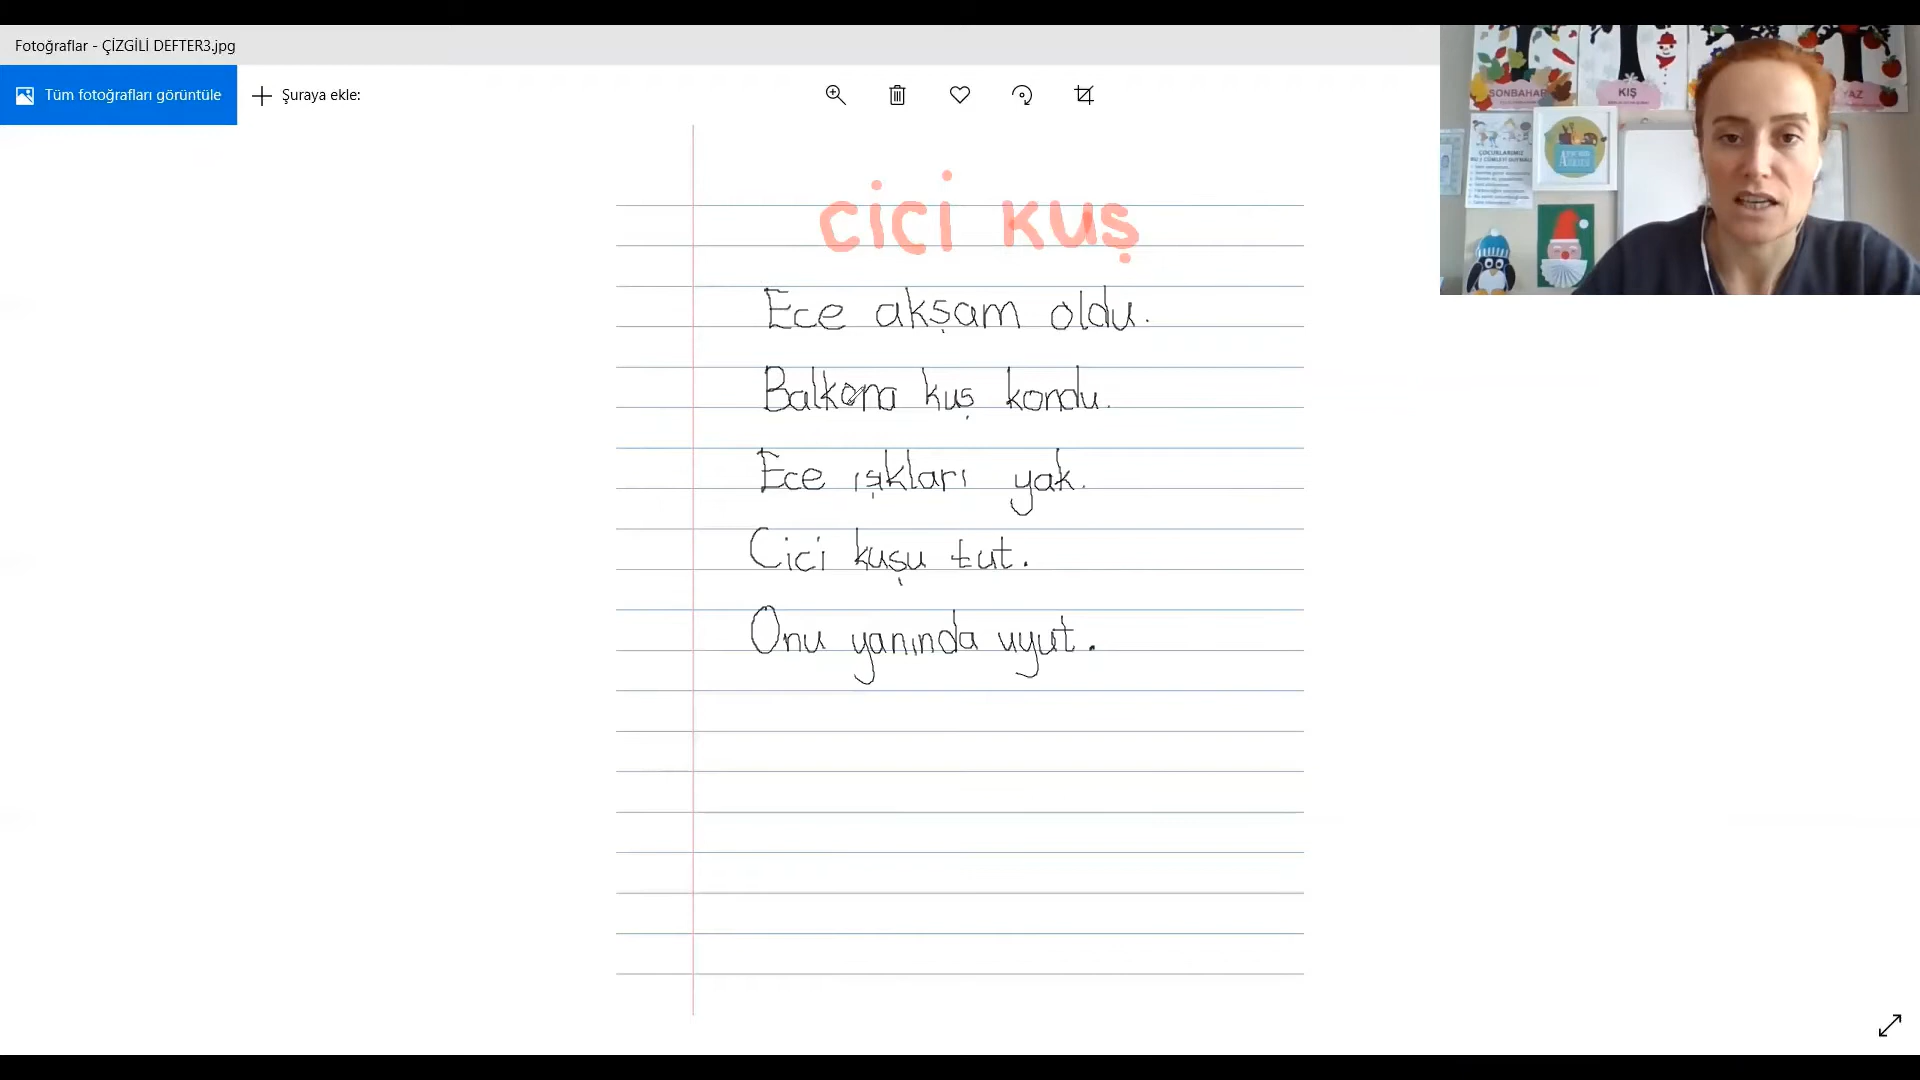 Fotoğraflar - ÇİZGİLİ DEFTER3.jpg
Tüm fotoğrafları görüntüle
Şuraya ekle:
cici kuş
Ece akşam oldu.
Balkona kuş kondu.
Ece ışıkları yak.
Cici kuşu tut.
Onu yanında uyut.
SONBAHAR
KIŞ
YAZ
ÇOCUKLARIMIZ